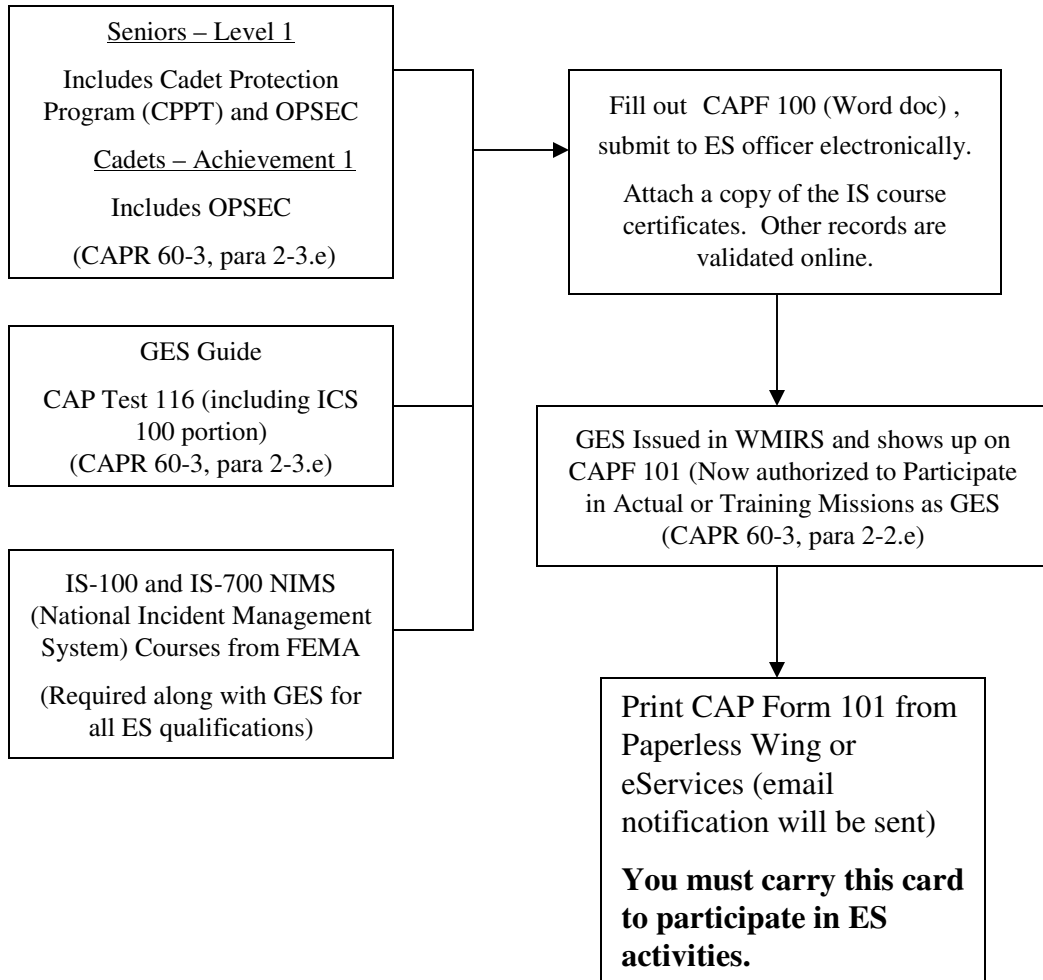 Seniors – Level 1
Includes Cadet Protection
Program (CPPT) and OPSEC
Cadets – Achievement 1
Includes OPSEC
(CAPR 60-3, para 2-3.e)
GES Guide
CAP Test 116 (including ICS
100 portion)
(CAPR 60-3, para 2-3.e)
IS-100 and IS-700 NIMS
(National Incident Management
System) Courses from FEMA
(Required along with GES for
all ES qualifications)
Fill out CAPF 100 (Word doc) ,
submit to ES officer electronically.
Attach a copy of the IS course
certificates. Other records are
validated online.
GES Issued in WMIRS and shows up on
CAPF 101 (Now authorized to Participate
in Actual or Training Missions as GES
(CAPR 60-3, para 2-2.e)
Print CAP Form 101 from
Paperless Wing or
eServices (email
notification will be sent)
You must carry this card
to participate in ES
activities.